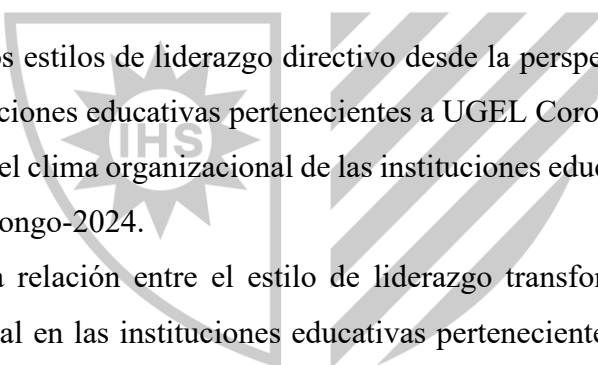 os estilos de liderazgo directivo desde la perspe
ciones educativas pertenecientes a UGEL Coro
el clima organizacional de las instituciones educ
ongo-2024.
a relación entre el estilo de liderazgo transfor
al en las instituciones educativas perteneciente
IHS